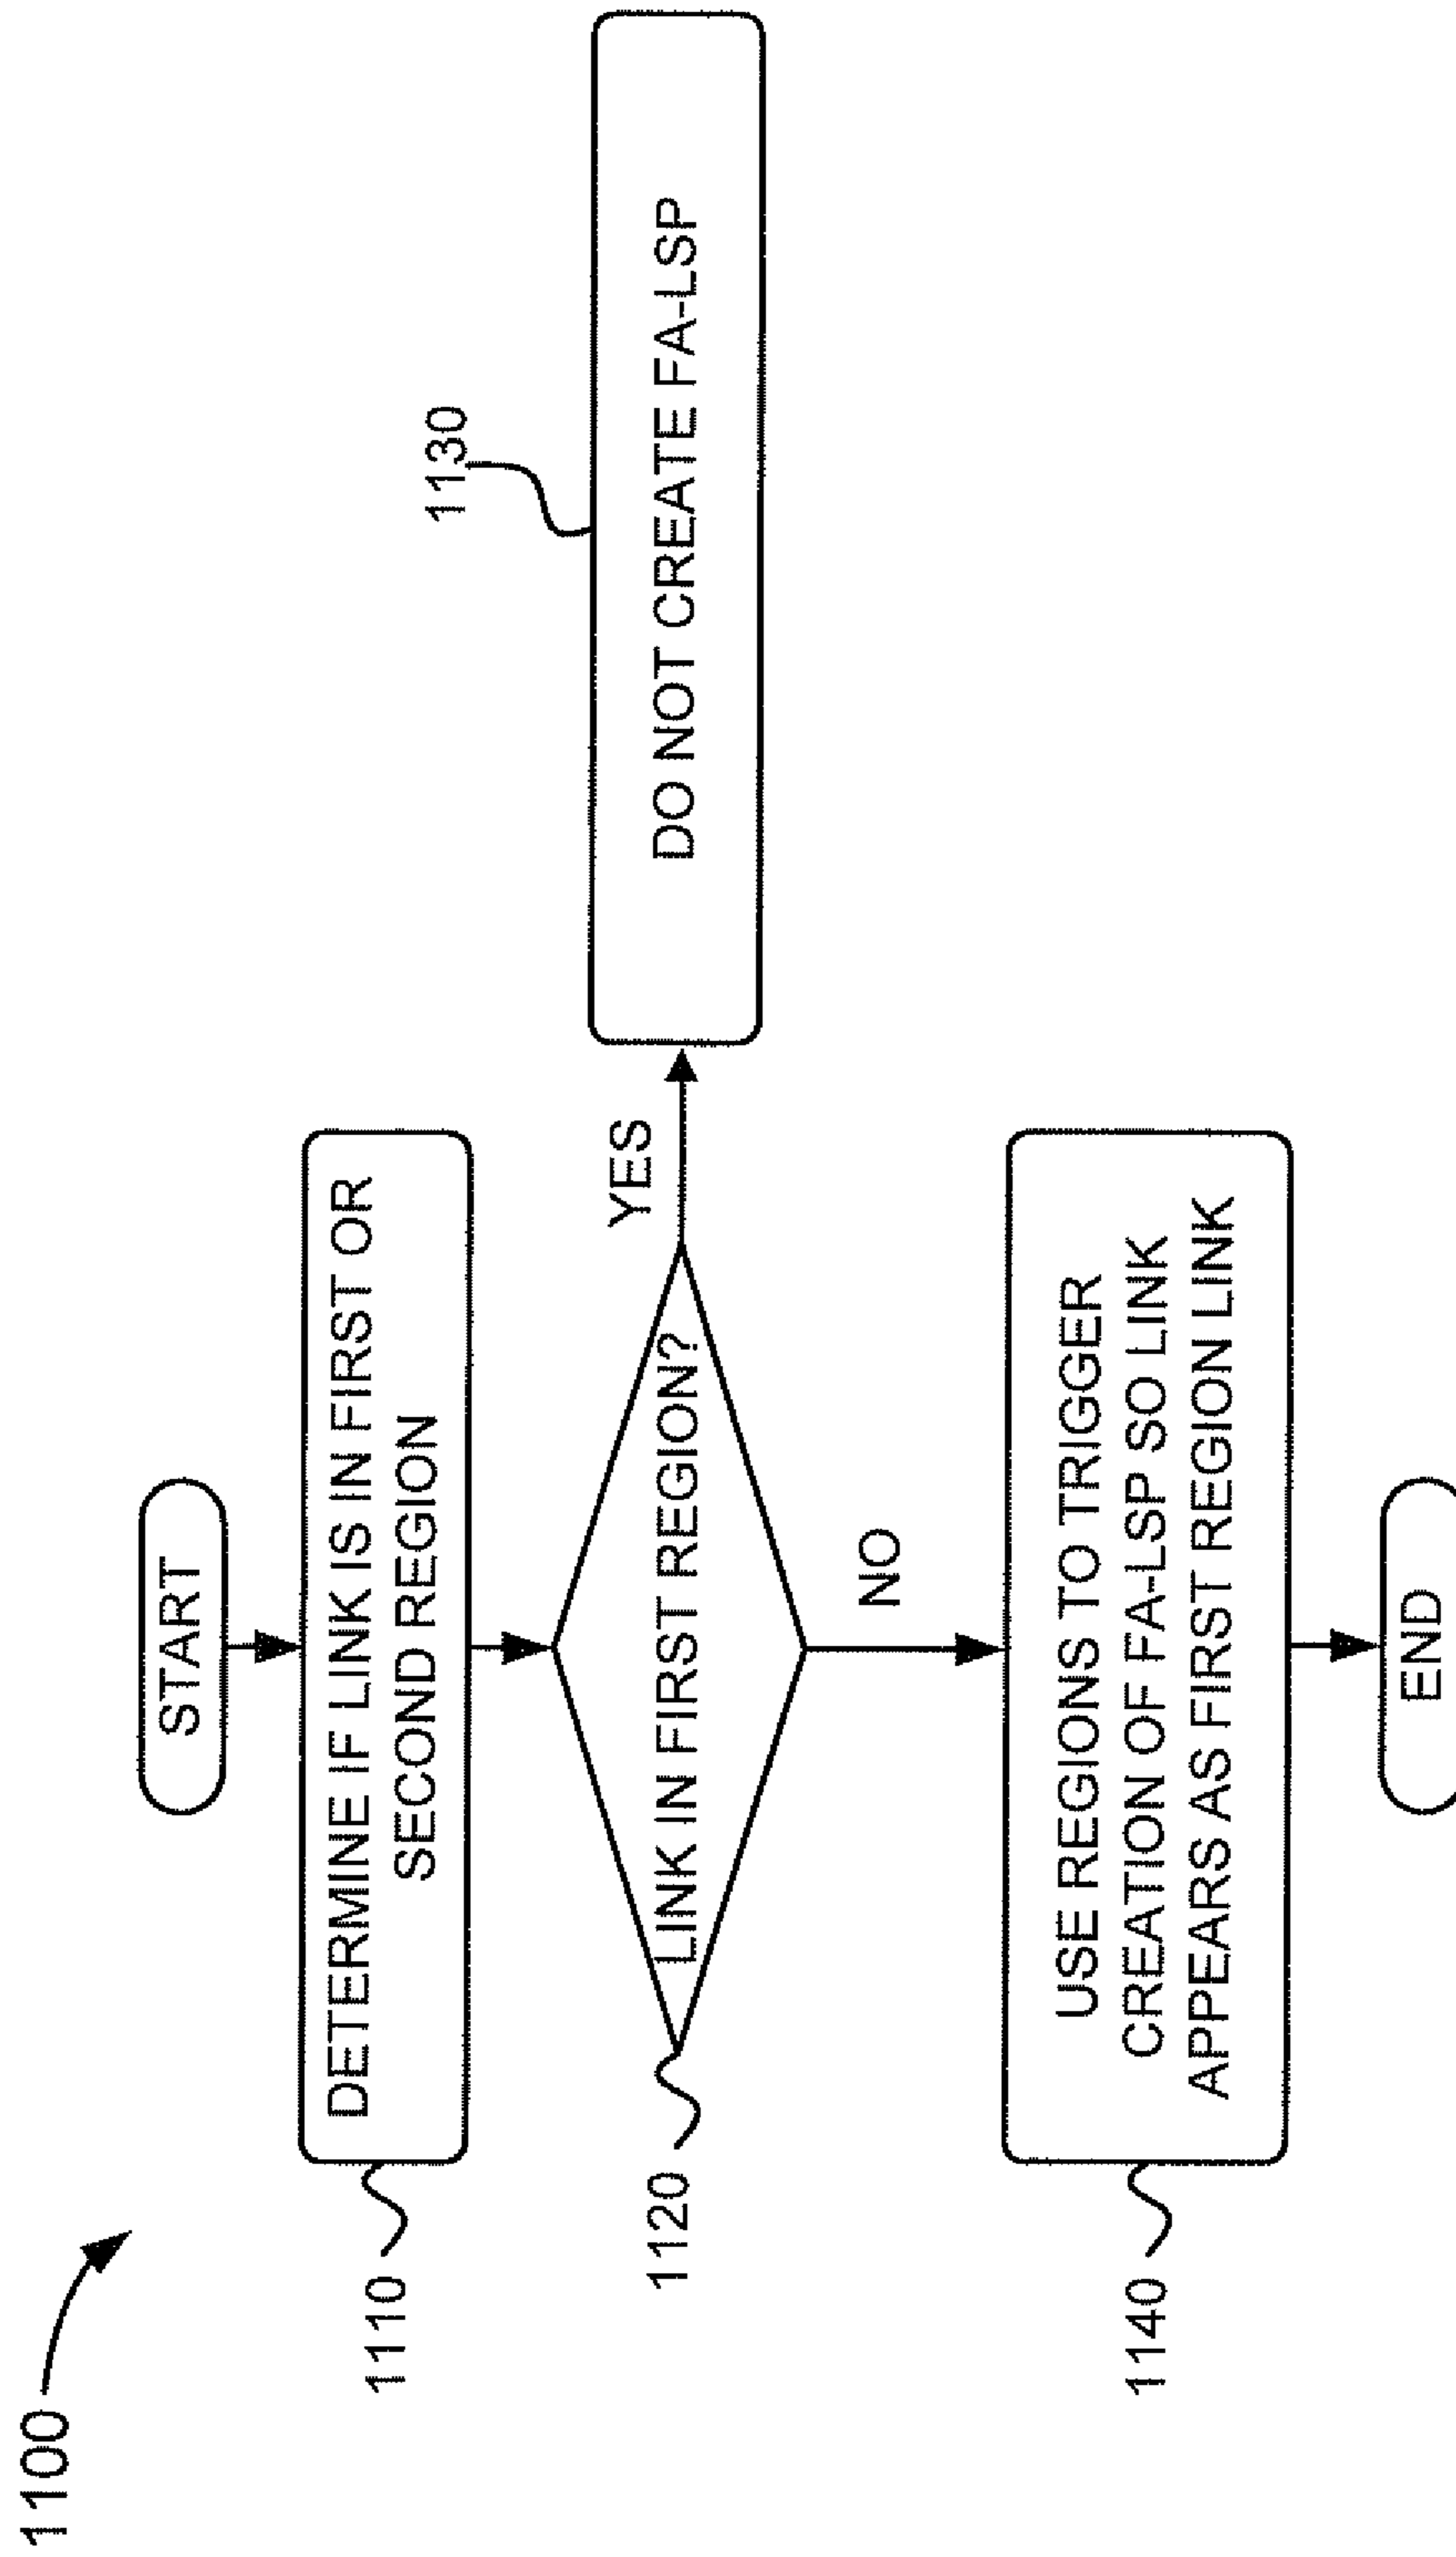 1100
START
1110
DETERMINE IF LINK IS IN FIRST OR
SECOND REGION
1120
LINK IN FIRST REGION?
YES
1130
DO NOT CREATE FA-LSP
NO
1140
USE REGIONS TO TRIGGER
CREATION OF FA-LSP SO LINK
APPEARS AS FIRST REGION LINK
END